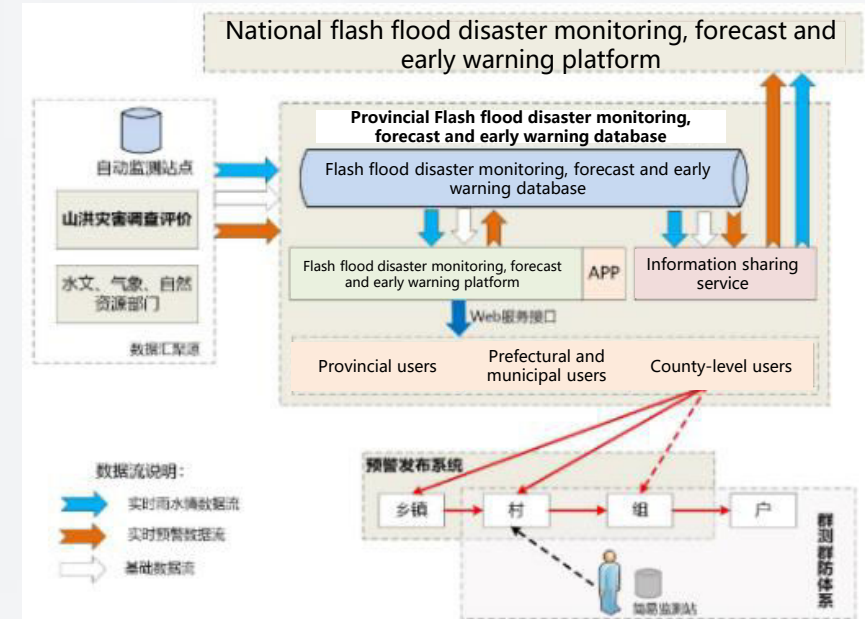 National flash flood disaster monitoring, forecast and
early warning platform
自动监测站点
山洪灾害调查评价
水文、气象、自然
资源部门
数据汇聚源
Provincial Flash flood disaster monitoring,
forecast and early warning database
Flash flood disaster monitoring, forecast and early
warning database
Flash flood disaster monitoring, forecast
and early warning platform
APP
Information sharing
service
Web服务接口
Provincial users
Prefectural and
municipal users
County-level users
数据流说明：
实时雨水情数据流
实时预警数据流
基础数据流
预警发布系统
乡镇
村
组
户
简易监测站
群测群防体系